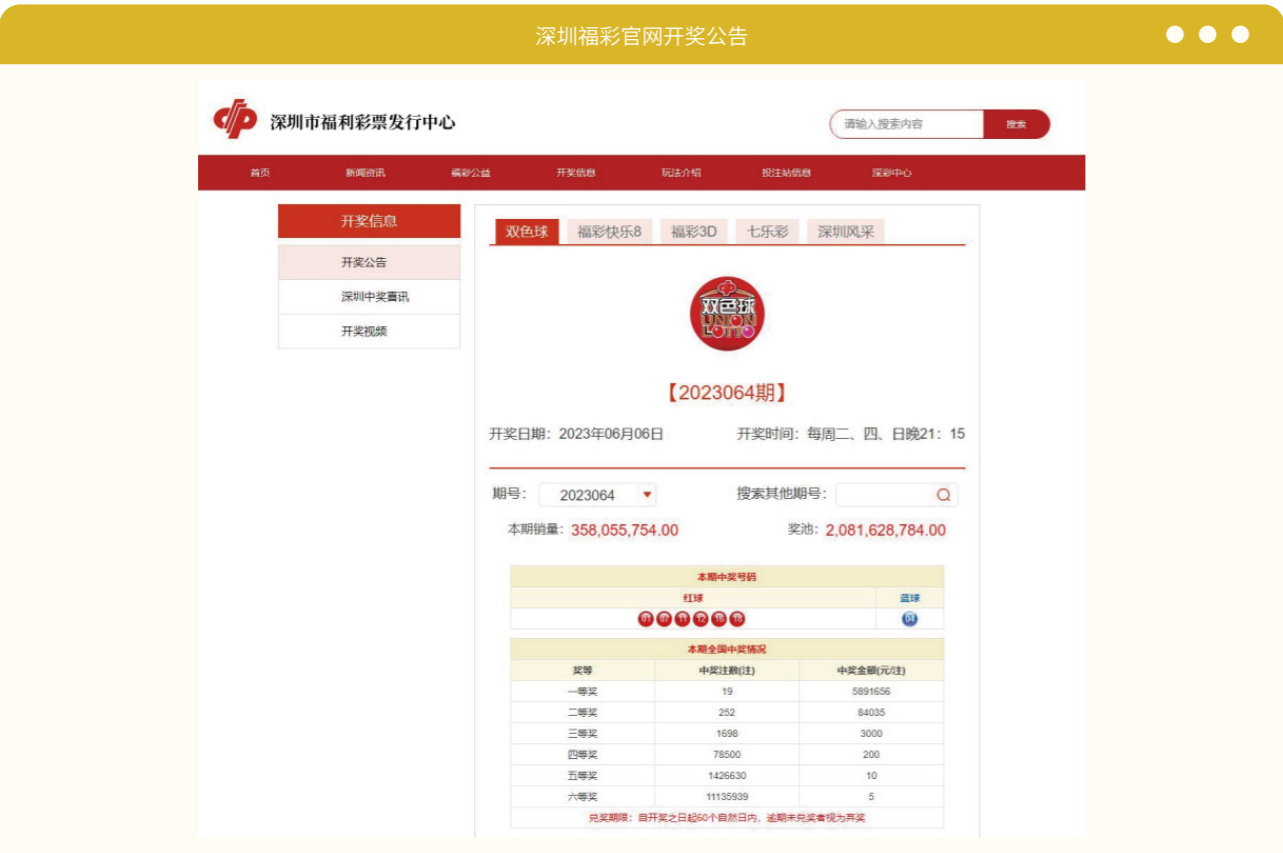 深圳福彩官网开奖公告
深圳市福利彩票发行中心
请输入搜索内容 搜索
首页 新闻资讯 福彩公益 开奖信息 玩法介绍 投注站信息 深彩中心
开奖信息
开奖公告
深圳中奖喜讯
开奖视频
双色球 福彩快乐8 福彩3D 七乐彩 深圳风采
双色球
UNION
LOTTO
【2023064期】
开奖日期：2023年06月06日 开奖时间：每周二、四、日晚21：15
期号： 2023064 搜索其他期号：
本期销量：358,055,754.00 奖池：2,081,628,784.00
本期中奖号码
红球 蓝球
01 07 11 12 04
本期全国中奖情况
奖等 中奖注数(注) 中奖金额(元/注)
一等奖 19 5891656
二等奖 252 84035
三等奖 1698 3000
四等奖 78500 200
五等奖 1426630 10
六等奖 11135939 5
兑奖期限：自开奖之日起60个自然日内，逾期未兑奖者视为弃奖